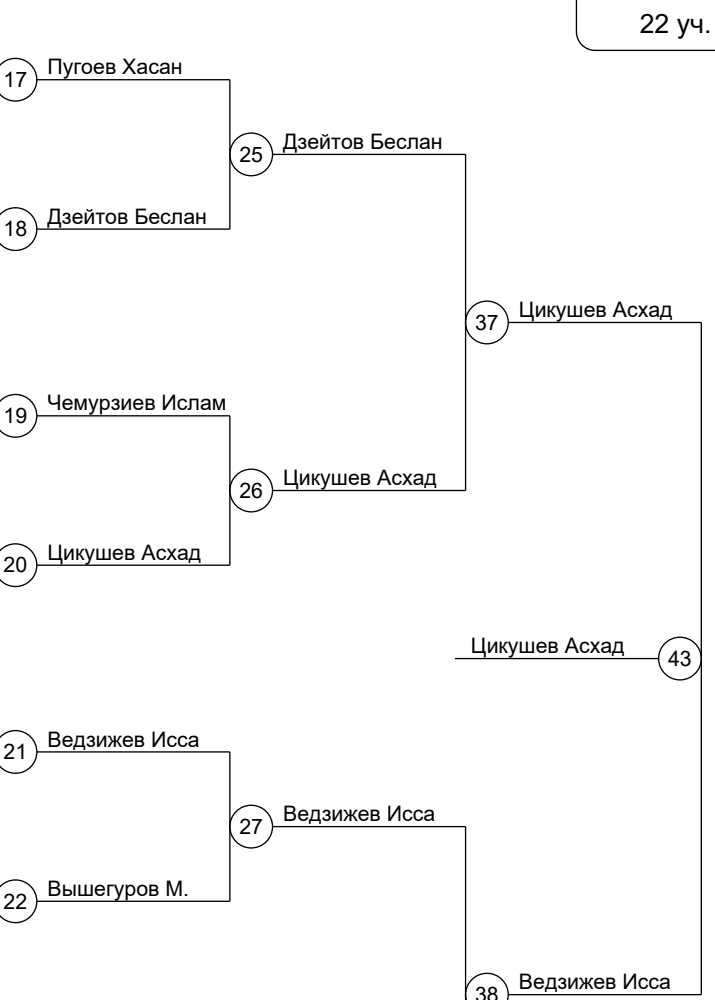 22 уч.
17 Пугоев Хасан
25 Дзейтов Беслан
18 Дзейтов Беслан
37 Цикушев Асхад
19 Чемурзиев Ислам
26 Цикушев Асхад
20 Цикушев Асхад
Цикушев Асхад 43
21 Ведзижев Исса
27 Ведзижев Исса
22 Вышегуров М.
38 Ведзижев Исса